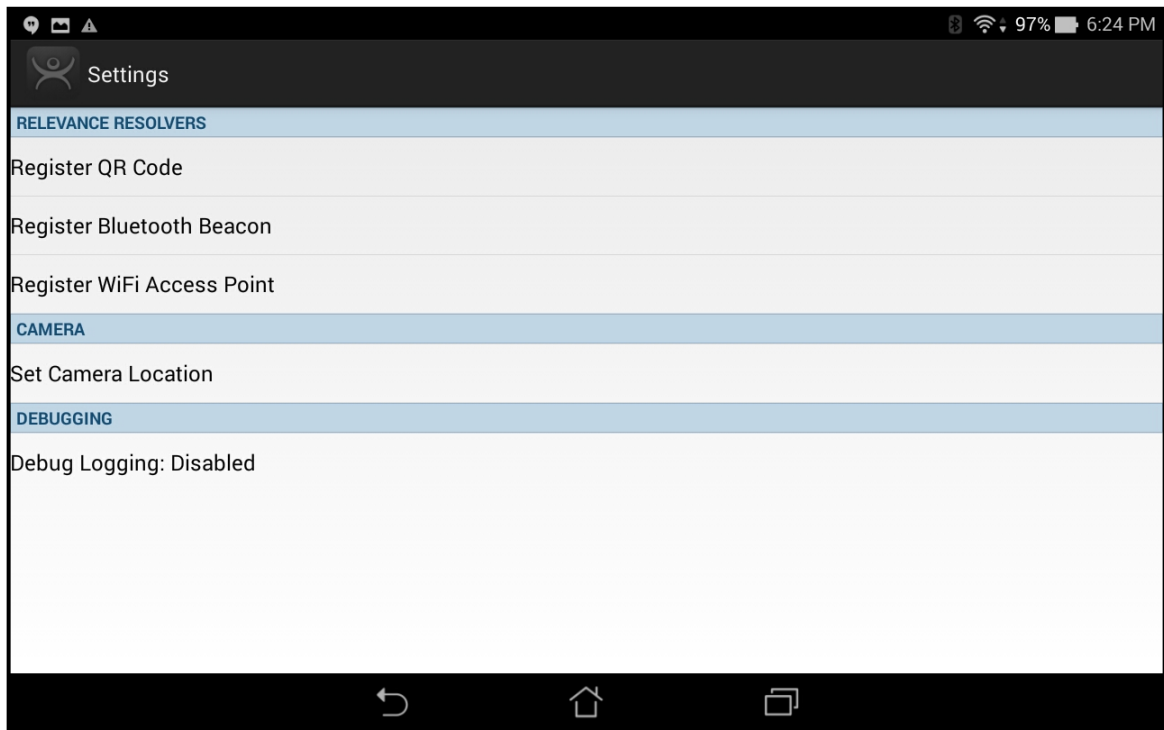 97% 6:24 PM
Settings
RELEVANCE RESOLVERS
Register QR Code
Register Bluetooth Beacon
Register WiFi Access Point
CAMERA
Set Camera Location
DEBUGGING
Debug Logging: Disabled